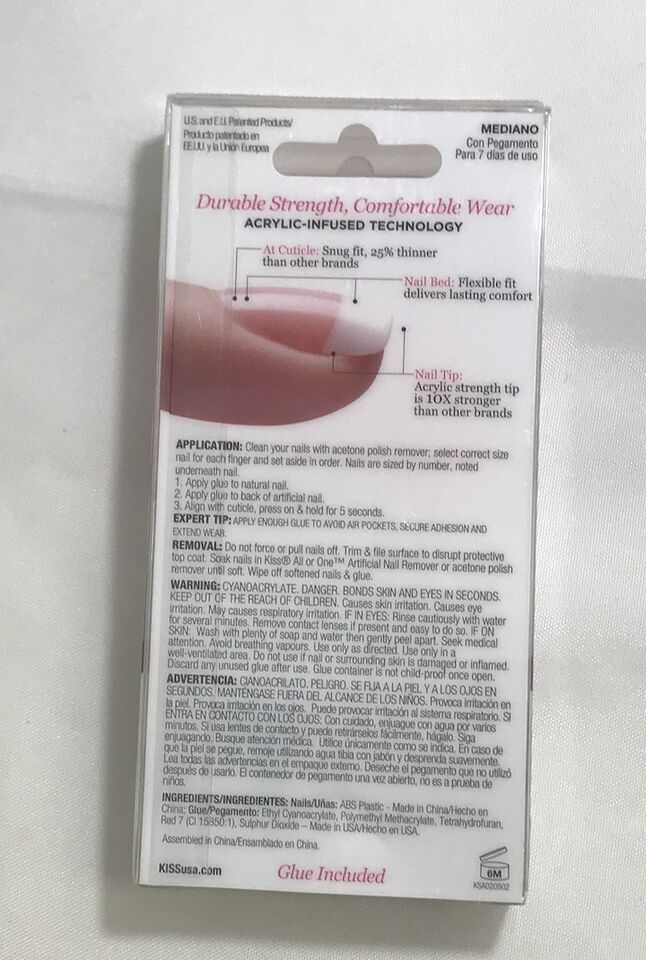 U.S. and E.U. Patented Products/
Producto patentado en
EE.UU. y la Unión Europea
MEDIANO
Con Pegamento
Para 7 días de uso
Durable Strength, Comfortable Wear
ACRYLIC-INFUSED TECHNOLOGY
At Cuticle: Snug fit, 25% thinner
than other brands
Nail Bed: Flexible fit
delivers lasting comfort
Nail Tip:
Acrylic strength tip
is 10X stronger
than other brands
APPLICATION: Clean your nails with acetone polish remover; select correct size
nail for each finger and set aside in order. Nails are sized by number, noted
underneath nail.
1. Apply glue to natural nail.
2. Apply glue to back of artificial nail.
3. Align with cuticle, press on & hold for 5 seconds.
EXPERT TIP: APPLY ENOUGH GLUE TO AVOID AIR POCKETS, SECURE ADHESION AND
EXTEND WEAR.
REMOVAL: Do not force or pull nails off. Trim & file surface to disrupt protective
top coat. Soak nails in Kiss® All or One™ Artificial Nail Remover or acetone polish
remover until soft. Wipe off softened nails & glue.
WARNING: CYANOACRYLATE. DANGER. BONDS SKIN AND EYES IN SECONDS.
KEEP OUT OF THE REACH OF CHILDREN. Causes skin irritation. Causes eye
irritation. May causes respiratory irritation. IF IN EYES: Rinse cautiously with water
for several minutes. Remove contact lenses if present and easy to do so. IF ON
SKIN: Wash with plenty of soap and water then gently peel apart. Seek medical
attention. Avoid breathing vapours. Use only as directed. Use only in a
well-ventilated area. Do not use if nail or surrounding skin is damaged or inflamed.
Discard any unused glue after use. Glue container is not child-proof once open.
ADVERTENCIA: CIANOACRILATO. PELIGRO. SE FIJA A LA PIEL Y A LOS OJOS EN
SEGUNDOS. MANTÉNGASE FUERA DEL ALCANCE DE LOS NIÑOS. Provoca irritación en
la piel. Provoca irritación en los ojos. Puede provocar irritación al sistema respiratorio. SI
ENTRA EN CONTACTO CON LOS OJOS: Con cuidado, enjuague con agua por varios
minutos. Si usa lentes de contacto y puede retirárselos fácilmente, hágalo. Siga
enjuagando. Busque atención médica. Utilice únicamente como se indica. En caso de
que la piel se pegue, remoje utilizando agua tibia con jabón y desprenda suavemente.
Lea todas las advertencias en el empaque externo. Deseche el pegamento que no utilizó
después de usarlo. El contenedor de pegamento una vez abierto, no es a prueba de
niños.
INGREDIENTS/INGREDIENTES: Nails/Uñas: ABS Plastic - Made in China/Hecho en
China; Glue/Pegamento: Ethyl Cyanoacrylate, Polymethyl Methacrylate, Tetrahydrofuran,
Red 7 (CI 15850:1), Sulphur Dioxide – Made in USA/Hecho en USA.
Assembled in China/Ensamblado en China.
KISSusa.com
Glue Included
6M
KSA020502